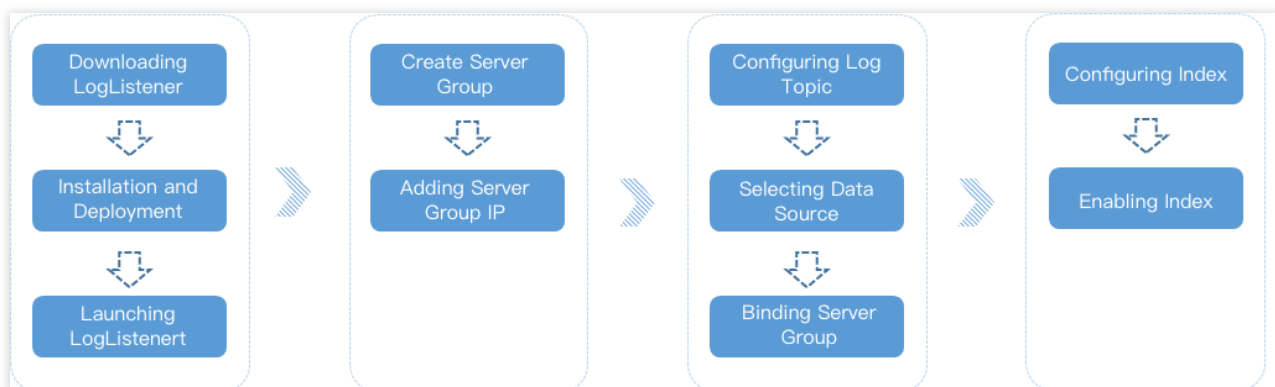 Downloading
LogListener
Installation and
Deployment
Launching
LogListenert
Create Server
Group
Adding Server
Group IP
Configuring Log
Topic
Selecting Data
Source
Binding Server
Group
Configuring Index
Enabling Index